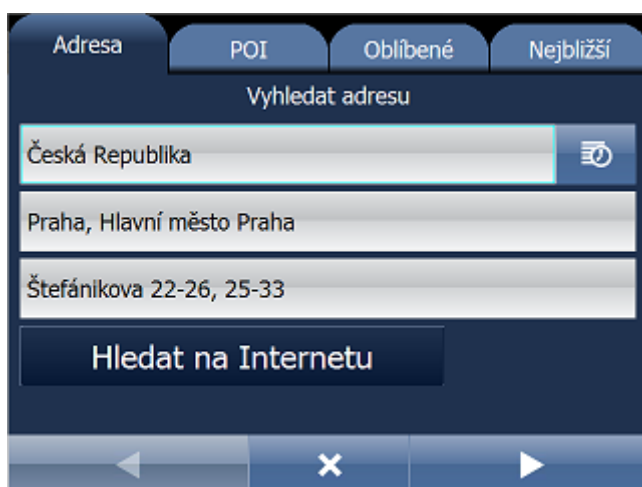 Adresa POI Oblíbené Nejbližší
Vyhledat adresu
Česká Republika
Praha, Hlavní město Praha
Štefánikova 22-26, 25-33
Hledat na Internetu